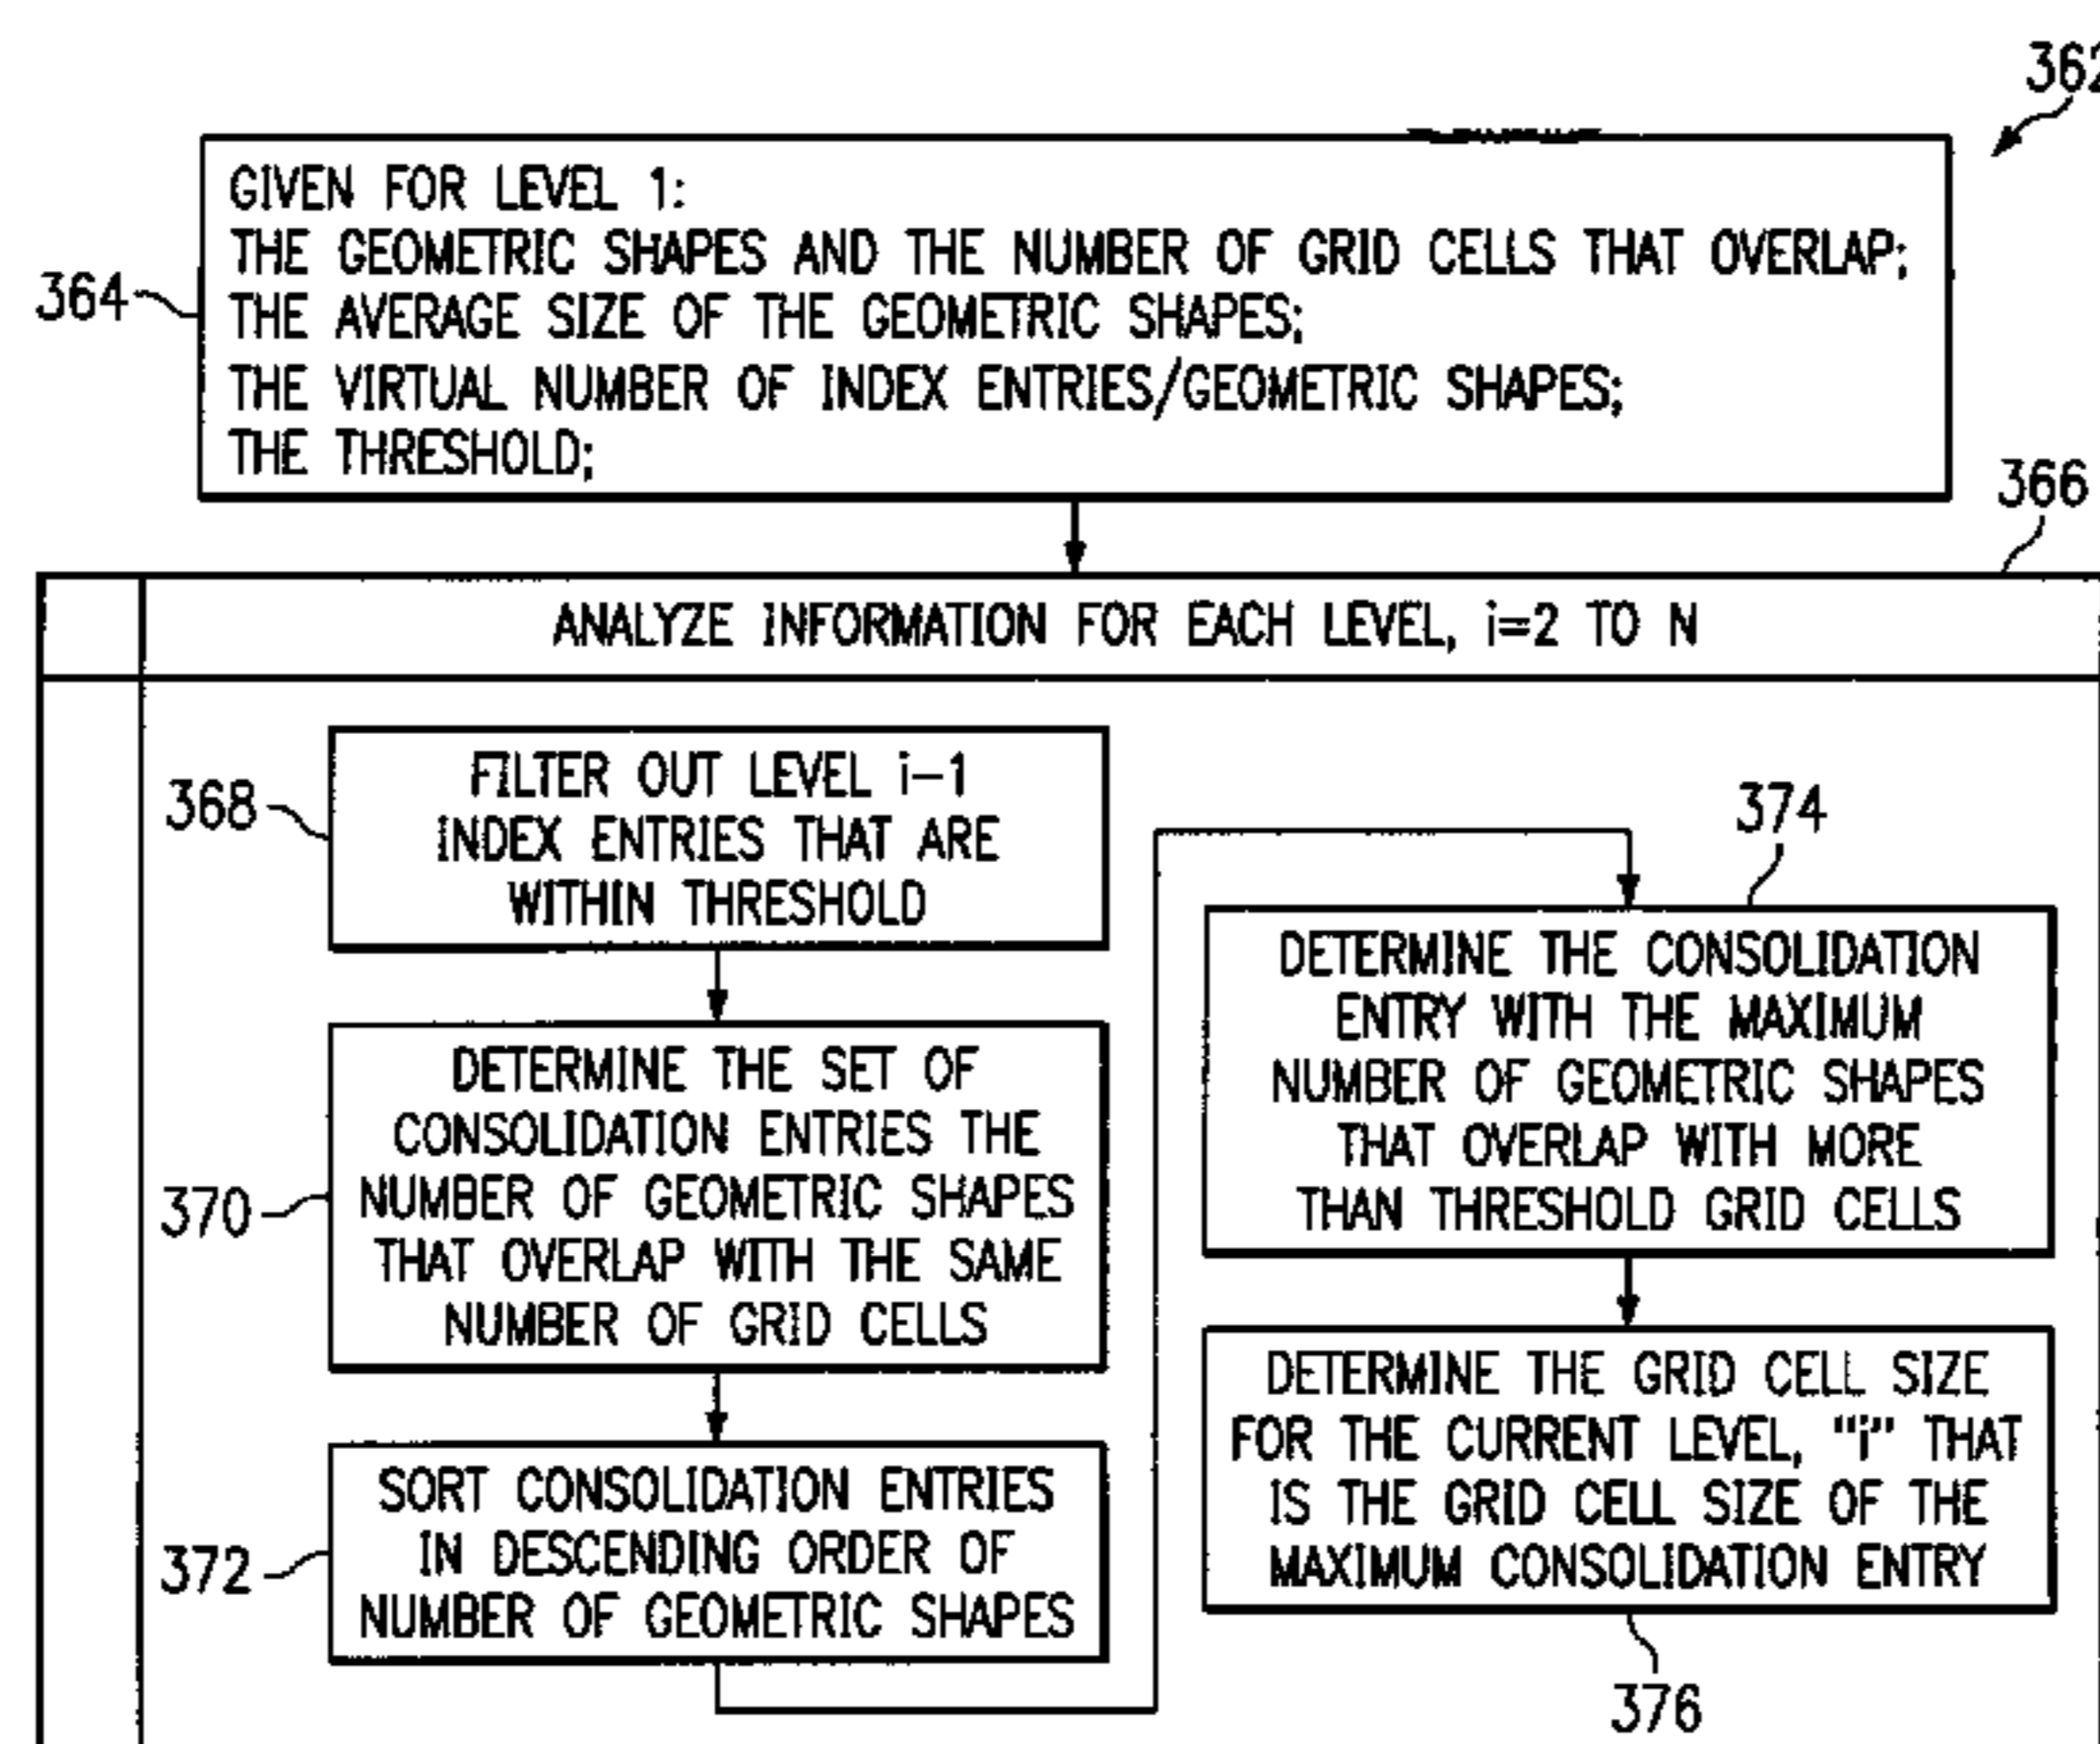 362
GIVEN FOR LEVEL 1:
THE GEOMETRIC SHAPES AND THE NUMBER OF GRID CELLS THAT OVERLAP;
364
THE AVERAGE SIZE OF THE GEOMETRIC SHAPES;
THE VIRTUAL NUMBER OF INDEX ENTRIES/GEOMETRIC SHAPES;
THE THRESHOLD;
366
ANALYZE INFORMATION FOR EACH LEVEL, i=2 TO N
368
FILTER OUT LEVEL i-1
INDEX ENTRIES THAT ARE
WITHIN THRESHOLD
370
DETERMINE THE SET OF
CONSOLIDATION ENTRIES THE
NUMBER OF GEOMETRIC SHAPES
THAT OVERLAP WITH THE SAME
NUMBER OF GRID CELLS
372
SORT CONSOLIDATION ENTRIES
IN DESCENDING ORDER OF
NUMBER OF GEOMETRIC SHAPES
374
DETERMINE THE CONSOLIDATION
ENTRY WITH THE MAXIMUM
NUMBER OF GEOMETRIC SHAPES
THAT OVERLAP WITH MORE
THAN THRESHOLD GRID CELLS
DETERMINE THE GRID CELL SIZE
FOR THE CURRENT LEVEL, "i" THAT
IS THE GRID CELL SIZE OF THE
MAXIMUM CONSOLIDATION ENTRY
376